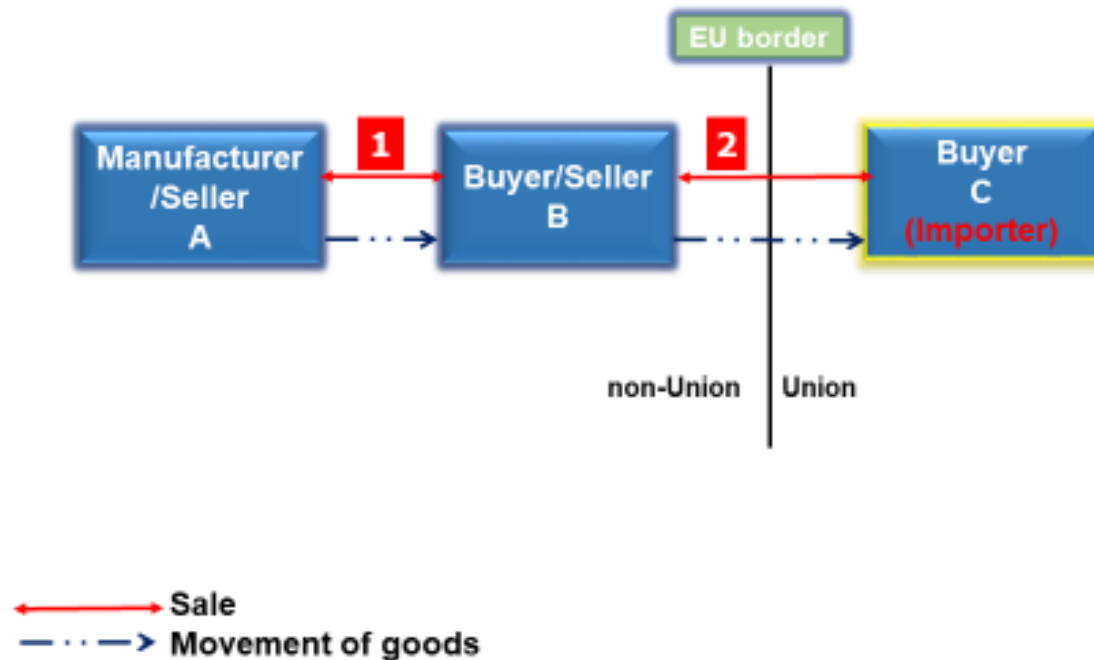 EU border
Manufacturer
/Seller
A
1
Buyer/Seller
B
2
Buyer
C
(Importer)
non-Union
Union
Sale
Movement of goods